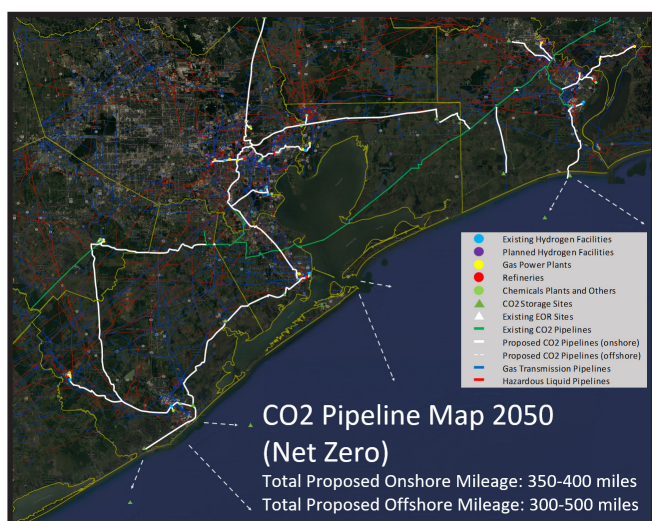 Existing Hydrogen Facilities
Planned Hydrogen Facilities
Gas Power Plants
Refineries
Chemicals Plants and Others
CO2 Storage Sites
Existing EOR Sites
Existing CO2 Pipelines
Proposed CO2 Pipelines (onshore)
Proposed CO2 Pipelines (offshore)
Gas Transmission Pipelines
Hazardous Liquid Pipelines
CO2 Pipeline Map 2050
(Net Zero)
Total Proposed Onshore Mileage: 350-400 miles
Total Proposed Offshore Mileage: 300-500 miles